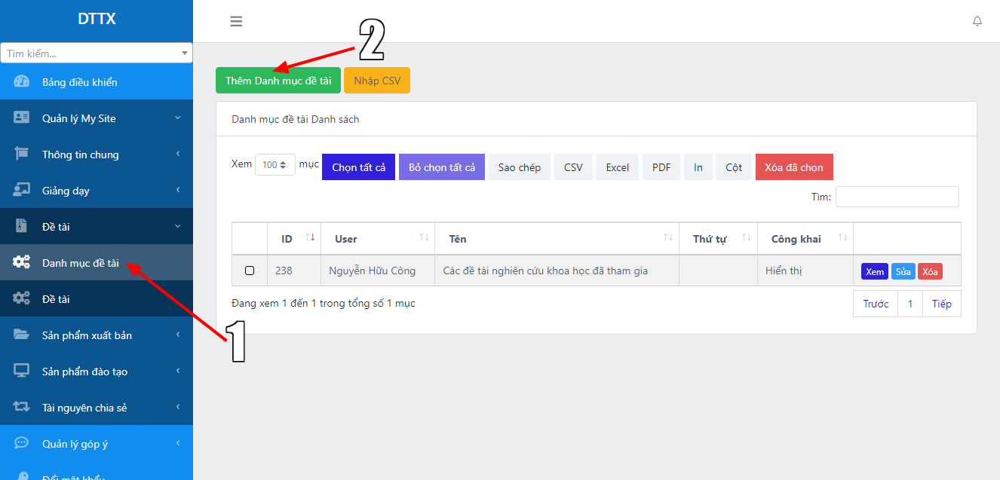 DTTX
Tìm kiếm...
Bảng điều khiển
Quản lý My Site
Thông tin chung
Giảng dạy
Đề tài
Danh mục đề tài
Đề tài
Sản phẩm xuất bản
Sản phẩm đào tạo
Tài nguyên chia sẻ
Quản lý góp ý
Đổi mật khẩu
1
2
Thêm Danh mục đề tài Nhập CSV
Danh mục đề tài Danh sách
Xem 100 mục Chọn tất cả Bỏ chọn tất cả Sao chép CSV Excel PDF In Cột Xóa đã chọn
Tìm:
ID User Tên Thứ tự Công khai
238 Nguyễn Hữu Công Các đề tài nghiên cứu khoa học đã tham gia Hiển thị Xem Sửa Xóa
Đang xem 1 đến 1 trong tổng số 1 mục
Trước 1 Tiếp